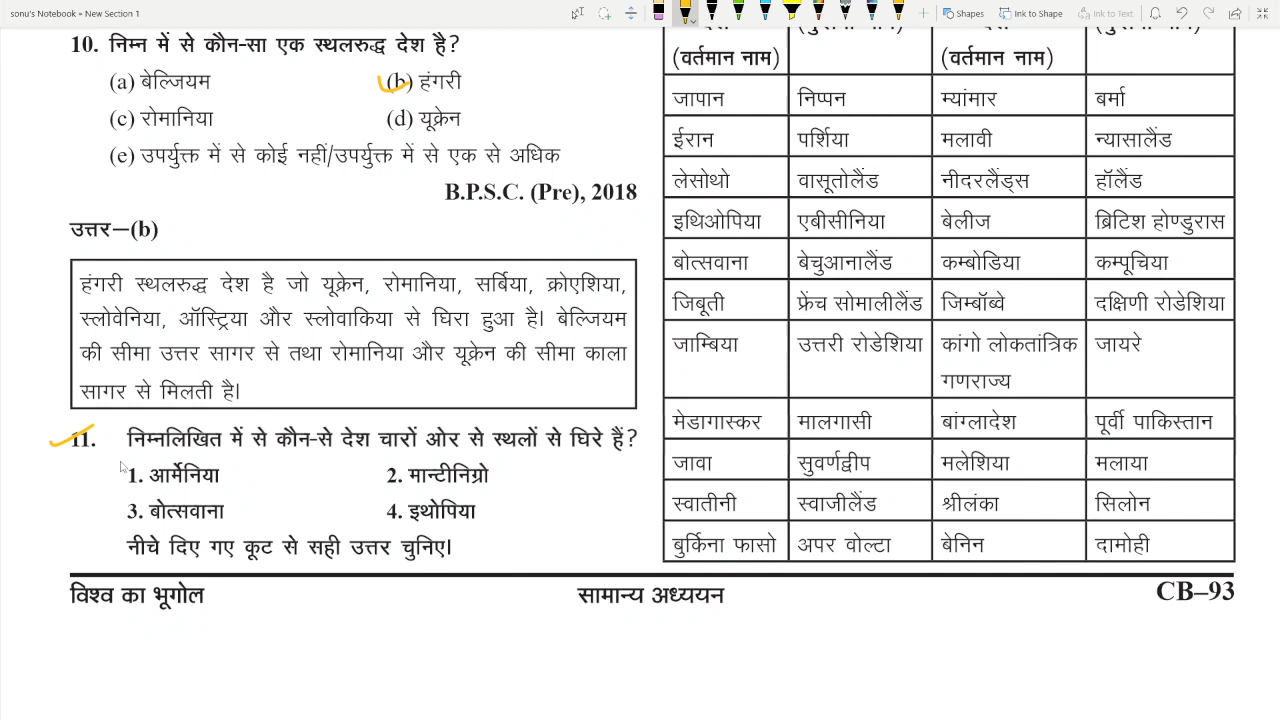 sonu's Notebook » New Section 1
Shapes
Ink to Shape
Ink to Text
10. निम्न में से कौन-सा एक स्थलरुद्ध देश है?
(a) बेल्जियम (b) हंगरी
(c) रोमानिया (d) यूक्रेन
(e) उपर्युक्त में से कोई नहीं/उपर्युक्त में से एक से अधिक
B.P.S.C. (Pre), 2018
उत्तर—(b)
हंगरी स्थलरुद्ध देश है जो यूक्रेन, रोमानिया, सर्बिया, क्रोएशिया,
स्लोवेनिया, ऑस्ट्रिया और स्लोवाकिया से घिरा हुआ है। बेल्जियम
की सीमा उत्तर सागर से तथा रोमानिया और यूक्रेन की सीमा काला
सागर से मिलती है।
11. निम्नलिखित में से कौन-से देश चारों ओर से स्थलों से घिरे हैं?
1. आर्मेनिया 2. मान्टीनिग्रो
3. बोत्सवाना 4. इथोपिया
नीचे दिए गए कूट से सही उत्तर चुनिए।
(वर्तमान नाम) (वर्तमान नाम)
जापान निप्पन म्यांमार बर्मा
ईरान पर्शिया मलावी न्यासालैंड
लेसोथो वासूतोलैंड नीदरलैंड्स हॉलैंड
इथिओपिया एबीसीनिया बेलीज ब्रिटिश होण्डुरास
बोत्सवाना बेचुआनालैंड कम्बोडिया कम्पूचिया
जिबूती फ्रेंच सोमालीलैंड जिम्बॉब्वे दक्षिणी रोडेशिया
जाम्बिया उत्तरी रोडेशिया कांगो लोकतांत्रिक जायरे
गणराज्य
मेडागास्कर मालगासी बांग्लादेश पूर्वी पाकिस्तान
जावा सुवर्णद्वीप मलेशिया मलाया
स्वातीनी स्वाजीलैंड श्रीलंका सिलोन
बुर्किना फासो अपर वोल्टा बेनिन दामोही
विश्व का भूगोल सामान्य अध्ययन CB–93